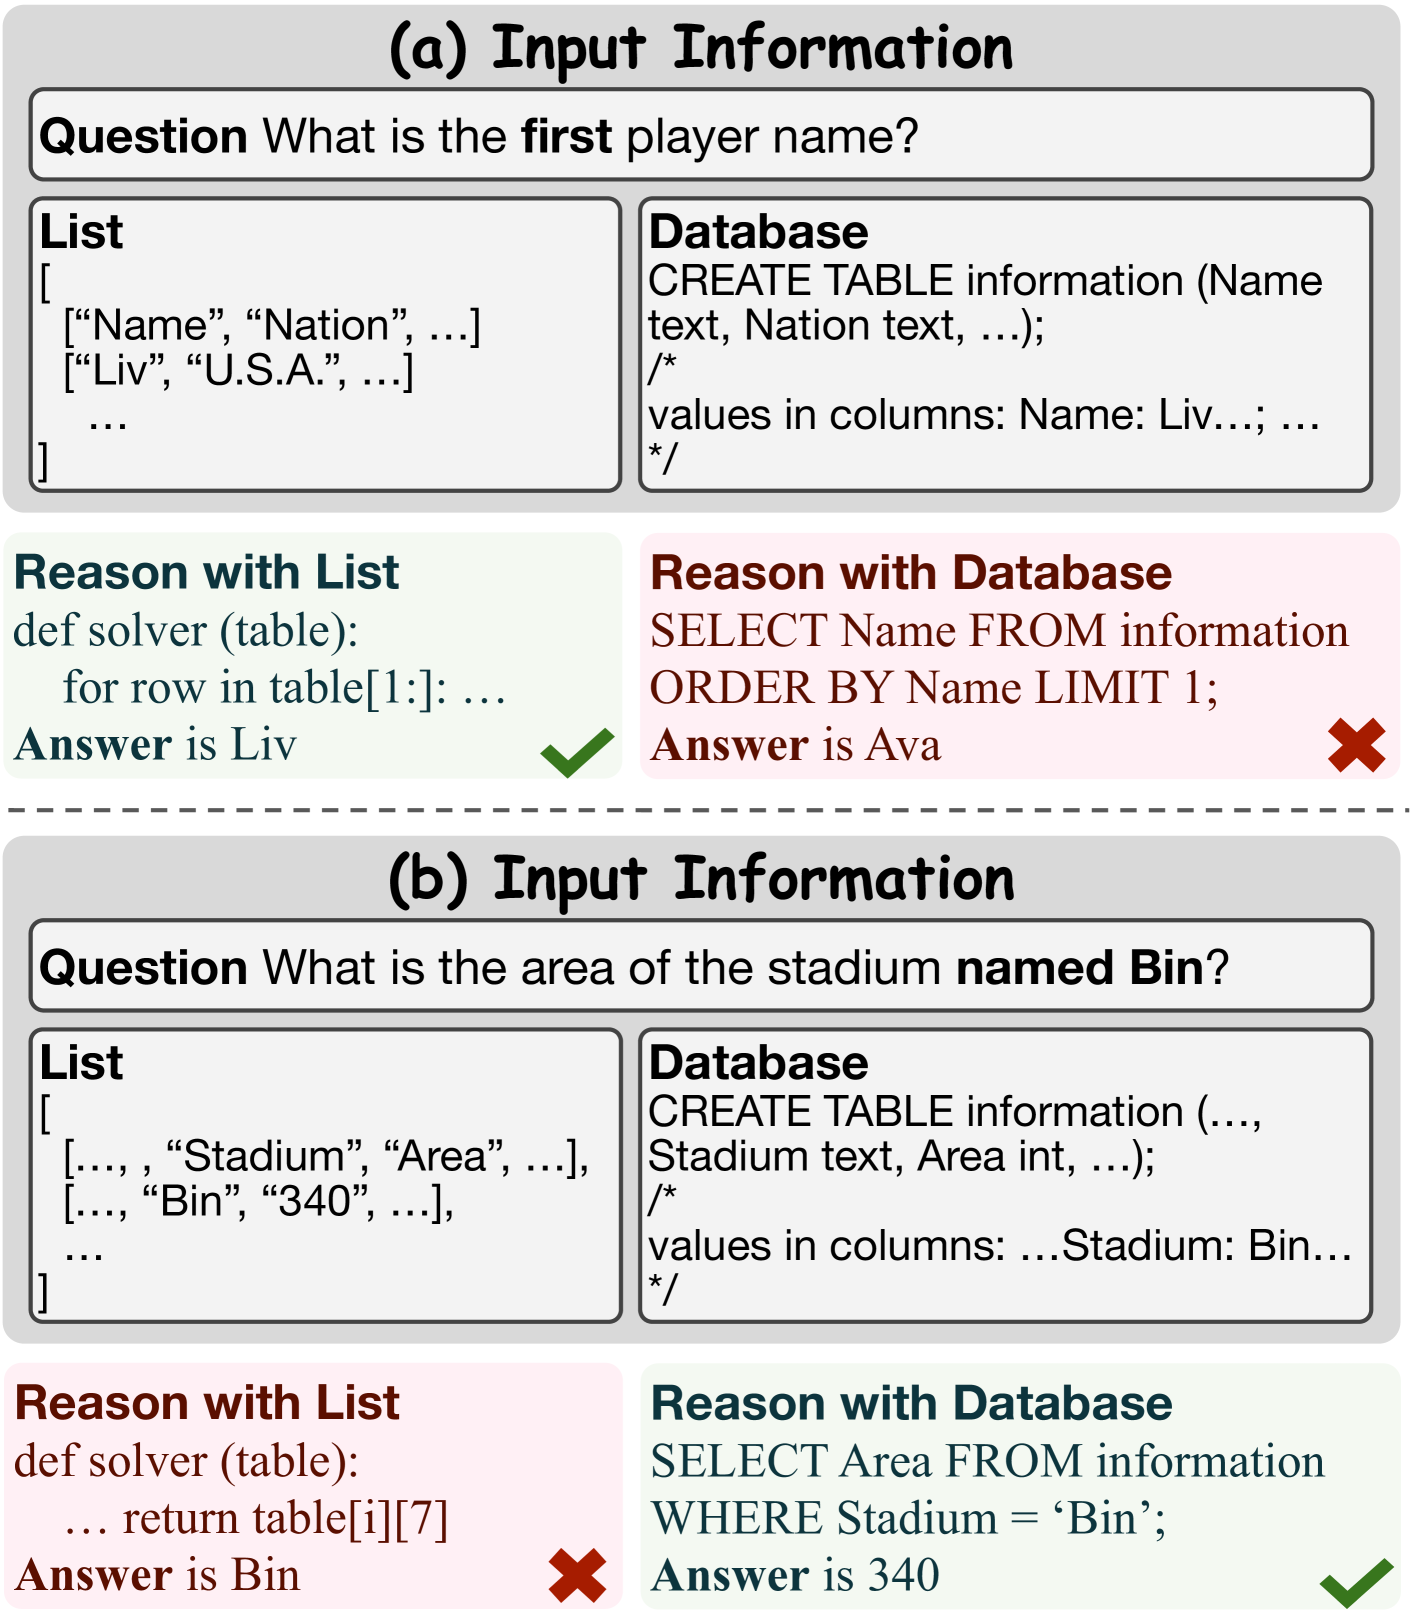 (a) Input Information
Question What is the first player name?
List
[
["Name", "Nation", …]
["Liv", "U.S.A.", …]
…
]
Database
CREATE TABLE information (Name
text, Nation text, …);
/*
values in columns: Name: Liv…; …
*/
Reason with List
def solver (table):
for row in table[1:]: …
Answer is Liv
Reason with Database
SELECT Name FROM information
ORDER BY Name LIMIT 1;
Answer is Ava
(b) Input Information
Question What is the area of the stadium named Bin?
List
[
[…, , “Stadium”, “Area”, …],
[…, “Bin”, “340”, …],
…
]
Database
CREATE TABLE information (…,
Stadium text, Area int, …);
/*
values in columns: …Stadium: Bin…
*/
Reason with List
def solver (table):
… return table[i][7]
Answer is Bin
Reason with Database
SELECT Area FROM information
WHERE Stadium = ‘Bin’;
Answer is 340